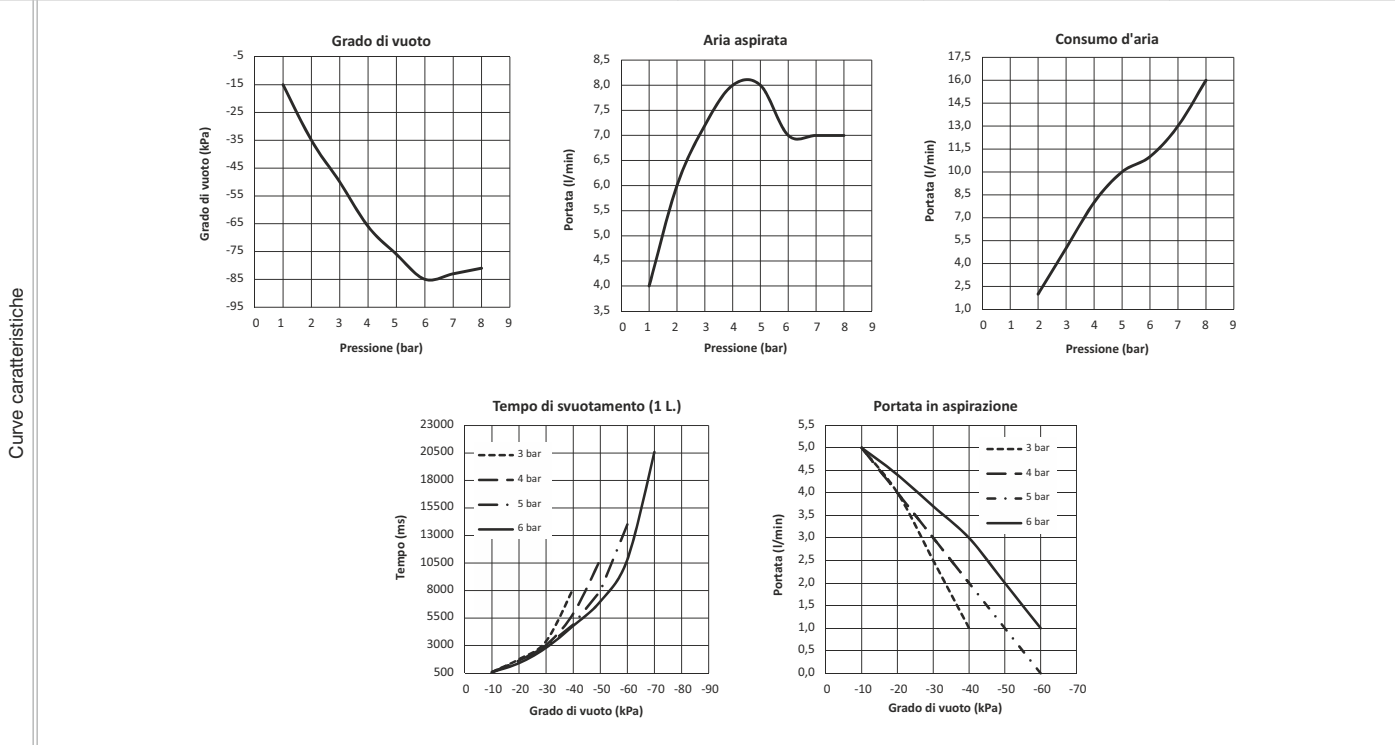 Curve caratteristiche
Grado di vuoto
-5
-15
-25
-35
-45
-55
-65
-75
-85
-95
Grado di vuoto (kPa)
0 1 2 3 4 5 6 7 8 9
Pressione (bar)
Aria aspirata
8,5
8,0
7,5
7,0
6,5
6,0
5,5
5,0
4,5
4,0
3,5
Portata (l/min)
0 1 2 3 4 5 6 7 8 9
Pressione (bar)
Consumo d'aria
17,5
16,0
14,5
13,0
11,5
10,0
8,5
7,0
5,5
4,0
2,5
1,0
Portata (l/min)
0 1 2 3 4 5 6 7 8 9
Pressione (bar)
Tempo di svuotamento (1 L.)
23000
20500
18000
15500
13000
10500
8000
5500
3000
500
Tempo (ms)
3 bar
4 bar
5 bar
6 bar
0 -10 -20 -30 -40 -50 -60 -70 -80 -90
Grado di vuoto (kPa)
Portata in aspirazione
5,5
5,0
4,5
4,0
3,5
3,0
2,5
2,0
1,5
1,0
0,5
0,0
Portata (l/min)
3 bar
4 bar
5 bar
6 bar
0 -10 -20 -30 -40 -50 -60 -70
Grado di vuoto (kPa)